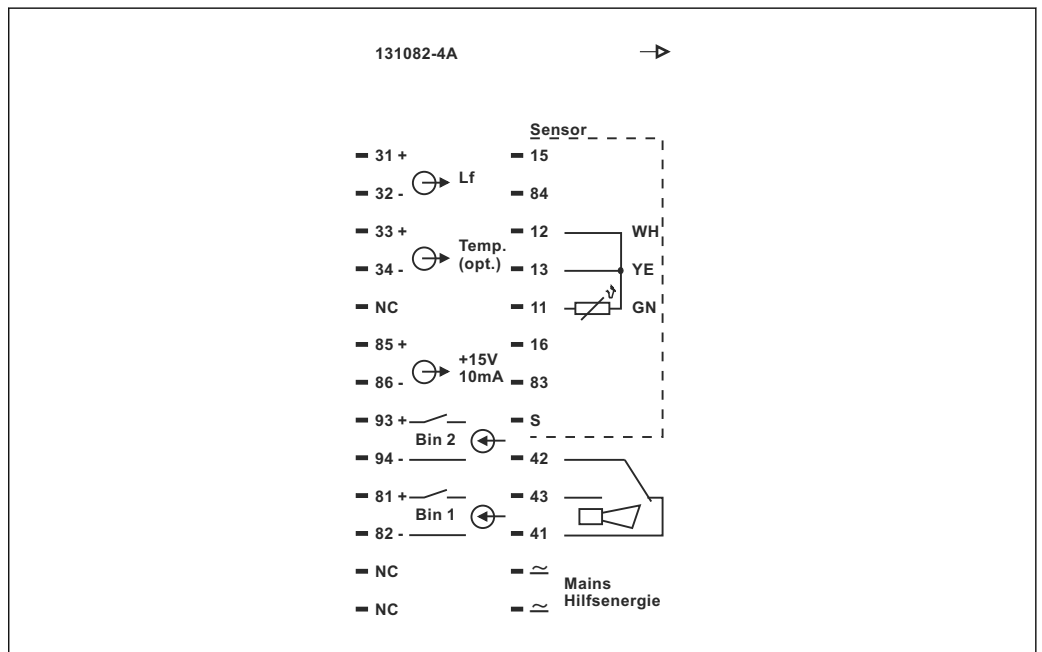 131082-4A
Sensor
31 +
32 -
Lf
33 +
34 -
Temp.
(opt.)
NC
85 +
86 -
+15V
10mA
93 +
Bin 2
94 -
81 +
Bin 1
82 -
NC
NC
15
84
12
WH
13
YE
11
GN
16
83
S
42
43
41
≃
≃
Mains
Hilfsenergie